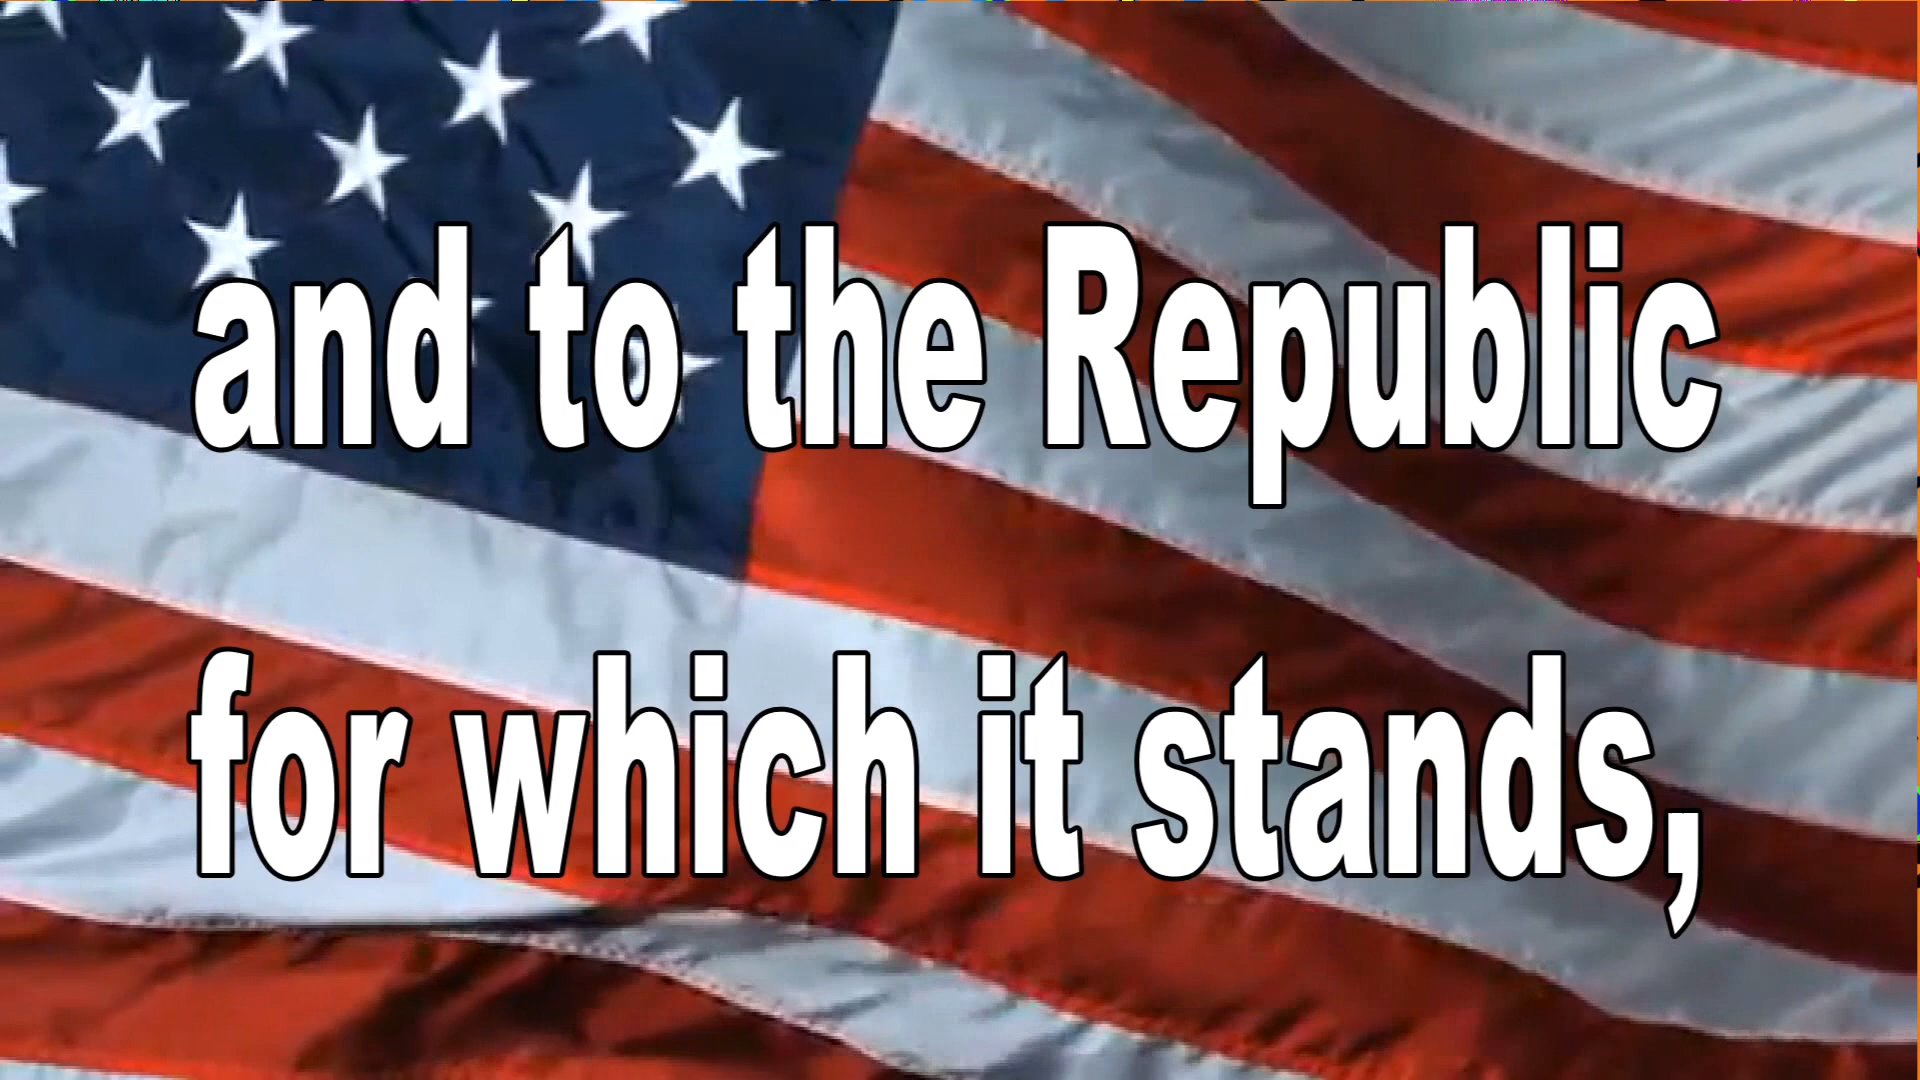 and to the Republic
for which it stands,